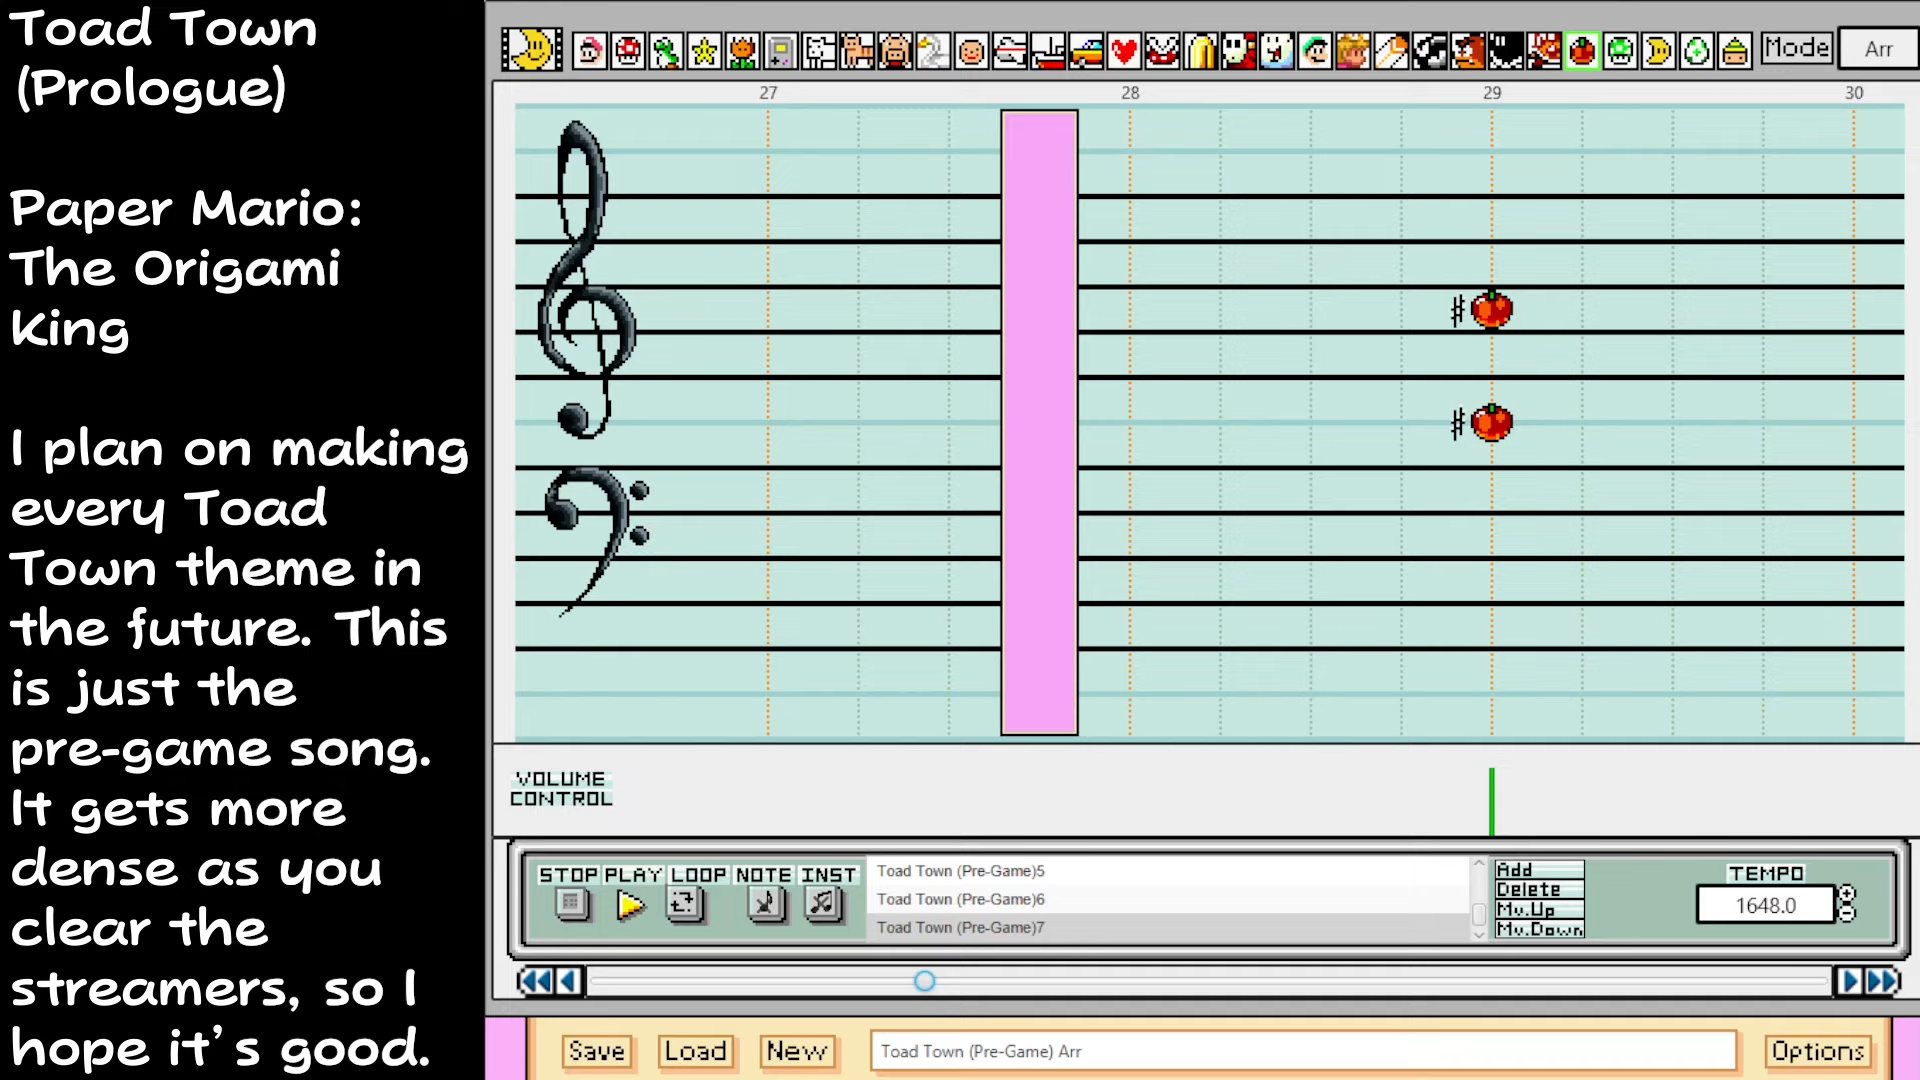 Toad Town
(Prologue)
Paper Mario:
The Origami
King
I plan on making
every Toad
Town theme in
the future. This
is just the
pre-game song.
It gets more
dense as you
clear the
streamers, so I
hope it's good.
Mode Arr
27 28 29 30
VOLUME
CONTROL
STOP PLAY LOOP NOTE INST
Toad Town (Pre-Game)5
Toad Town (Pre-Game)6
Toad Town (Pre-Game)7
Add
Delete
Mv.Up
Mv.Down
TEMPO
1648.0
Save Load New Toad Town (Pre-Game) Arr Options